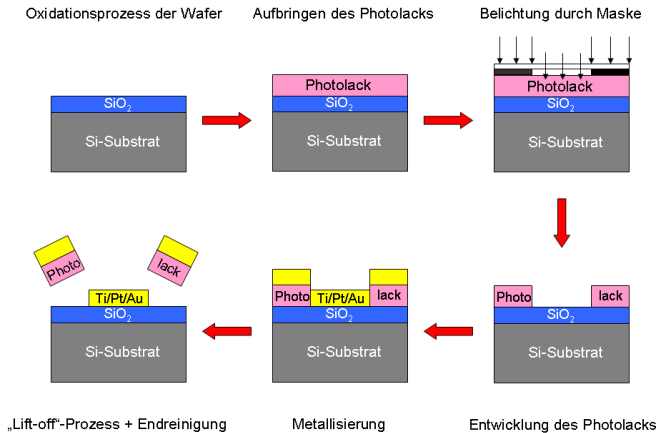 Oxidationsprozess der Wafer
Aufbringen des Photolacks
Belichtung durch Maske
SiO2
Si-Substrat
Photolack
SiO2
Si-Substrat
Photolack
SiO2
Si-Substrat
Photo
lack
SiO2
Si-Substrat
Entwicklung des Photolacks
Photo
Ti/Pt/Au
lack
SiO2
Si-Substrat
Metallisierung
Photo
lack
Ti/Pt/Au
SiO2
Si-Substrat
„Lift-off“-Prozess + Endreinigung